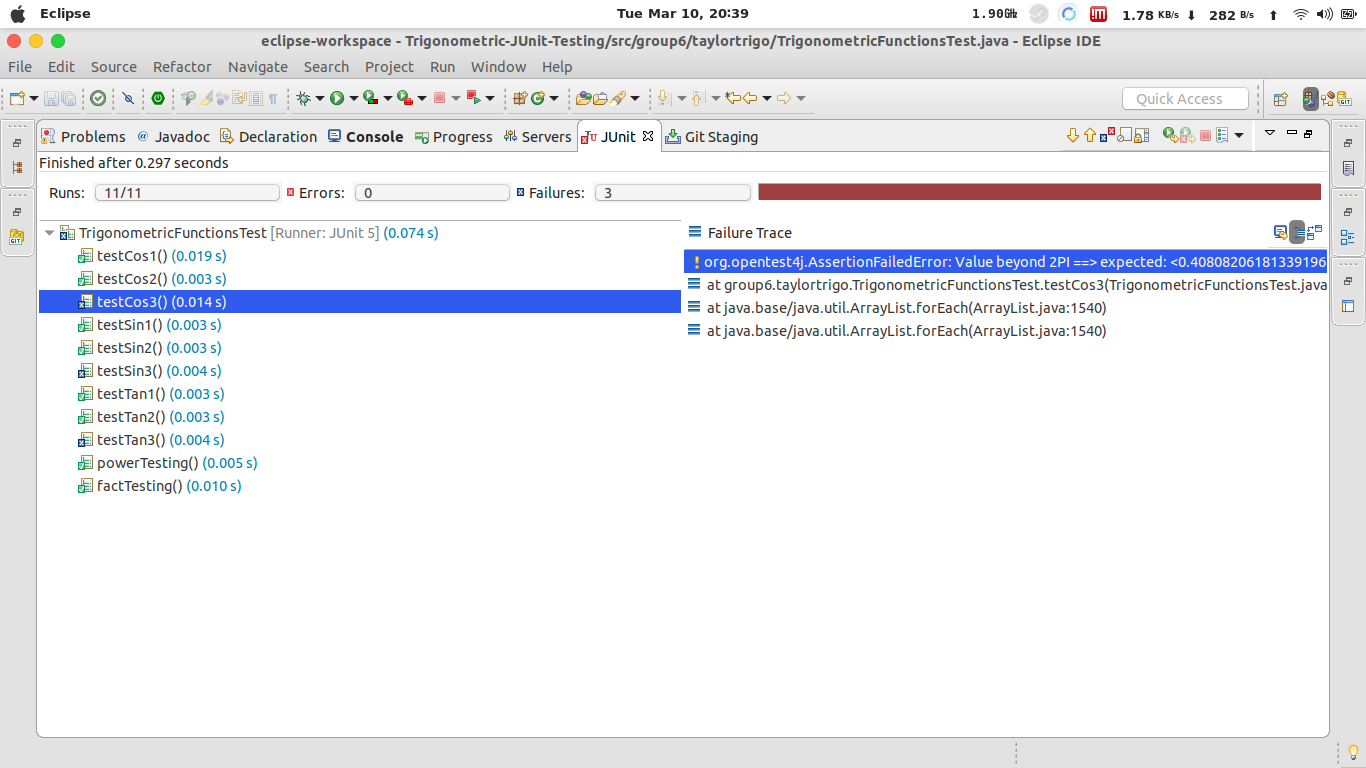 Eclipse
Tue Mar 10, 20:39
1.90GHz
1.78 KB/s
282 B/s
eclipse-workspace - Trigonometric-JUnit-Testing/src/group6/taylortrigo/TrigonometricFunctionsTest.java - Eclipse IDE
File Edit Source Refactor Navigate Search Project Run Window Help
Quick Access
Problems @ Javadoc Declaration Console Progress Servers JUnit Git Staging
Finished after 0.297 seconds
Runs: 11/11 Errors: 0 Failures: 3
TrigonometricFunctionsTest [Runner: JUnit 5] (0.074 s)
testCos1() (0.019 s)
testCos2() (0.003 s)
testCos3() (0.014 s)
testSin1() (0.003 s)
testSin2() (0.003 s)
testSin3() (0.004 s)
testTan1() (0.003 s)
testTan2() (0.003 s)
testTan3() (0.004 s)
powerTesting() (0.005 s)
factTesting() (0.010 s)
Failure Trace
org.opentest4j.AssertionFailedError: Value beyond 2PI ==> expected: <0.40808206181339196
at group6.taylortrigo.TrigonometricFunctionsTest.testCos3(TrigonometricFunctionsTest.java
at java.base/java.util.ArrayList.forEach(ArrayList.java:1540)
at java.base/java.util.ArrayList.forEach(ArrayList.java:1540)